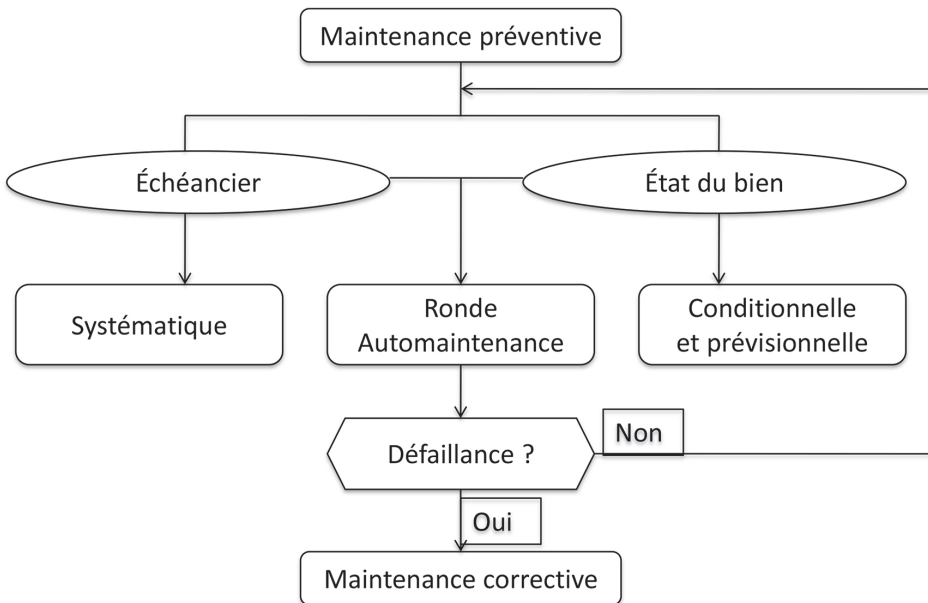 Maintenance préventive
Échéancier
État du bien
Systématique
Ronde
Automaintenance
Conditionnelle
et prévisionnelle
Défaillance ?
Non
Oui
Maintenance corrective